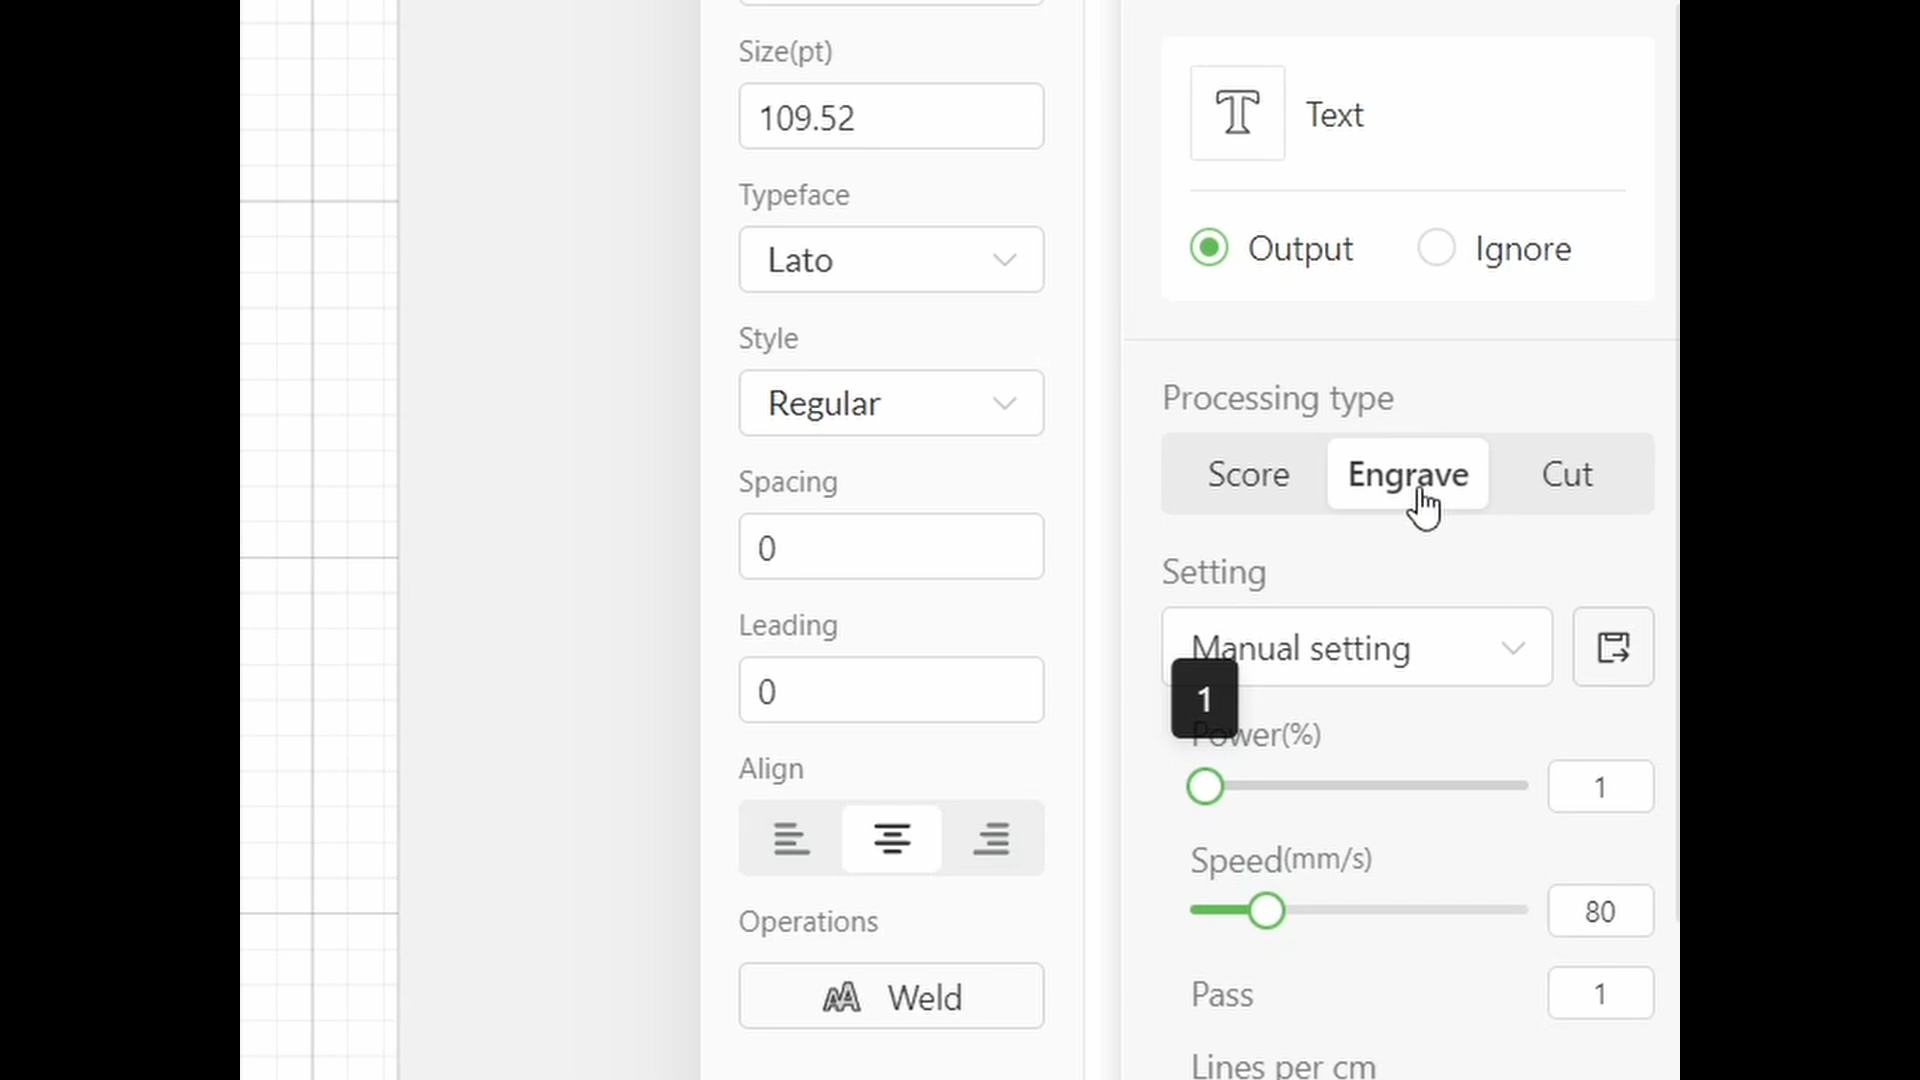 Size(pt)
109.52
Typeface
Lato
Style
Regular
Spacing
0
Leading
0
Align
Operations
Weld
Text
Output
Ignore
Processing type
Score
Engrave
Cut
Setting
Manual setting
1
Power(%)
1
Speed(mm/s)
80
Pass
1
Lines per cm